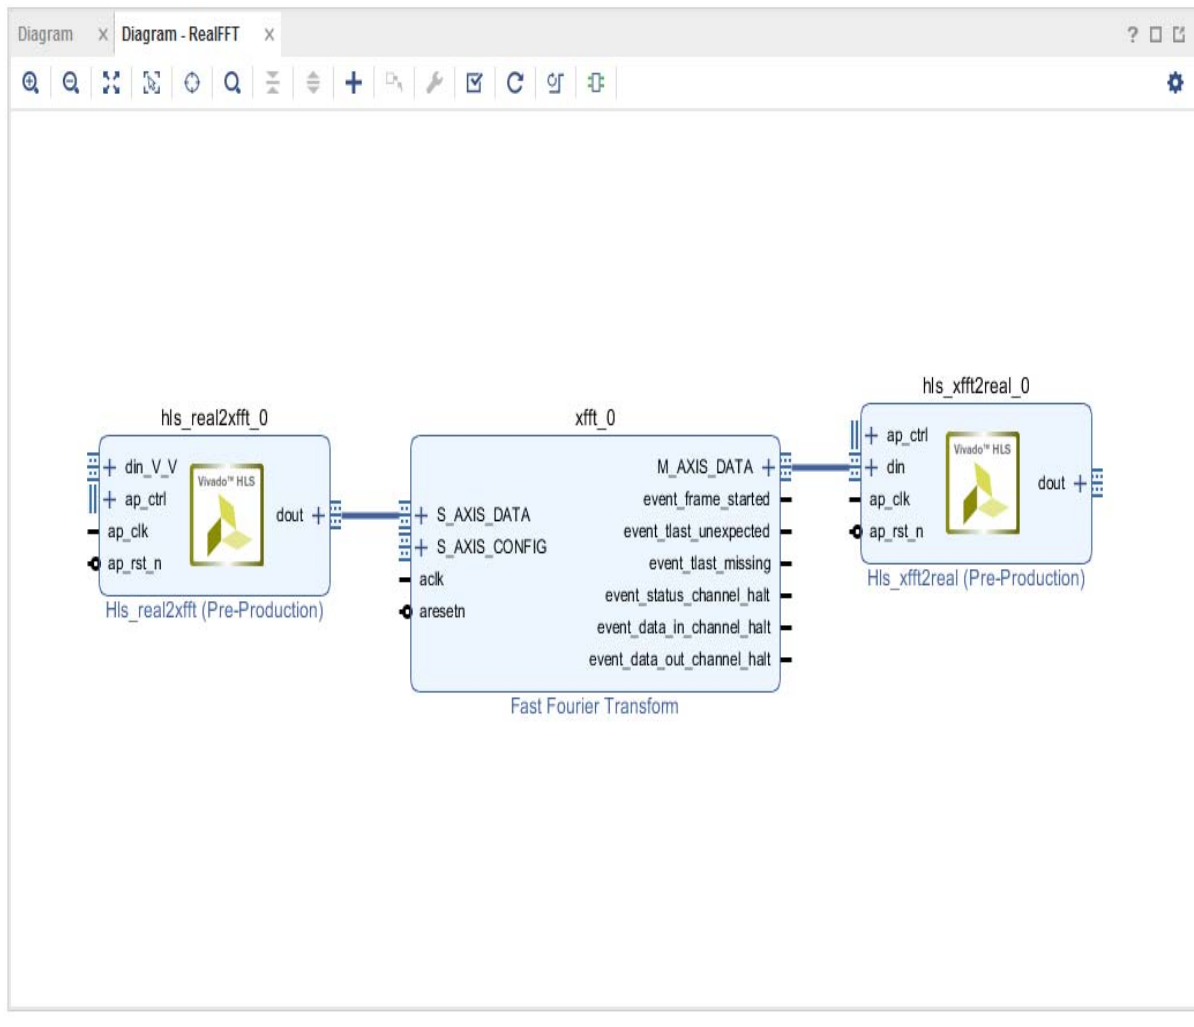 Diagram × Diagram - RealFFT ×
?
hls_real2xfft_0
din_V_V
ap_ctrl
ap_clk
ap_rst_n
Vivado™ HLS
dout
Hls_real2xfft (Pre-Production)
xfft_0
S_AXIS_DATA
S_AXIS_CONFIG
aclk
aresetn
M_AXIS_DATA
event_frame_started
event_tlast_unexpected
event_tlast_missing
event_status_channel_halt
event_data_in_channel_halt
event_data_out_channel_halt
Fast Fourier Transform
hls_xfft2real_0
ap_ctrl
din
ap_clk
ap_rst_n
Vivado™ HLS
dout
Hls_xfft2real (Pre-Production)